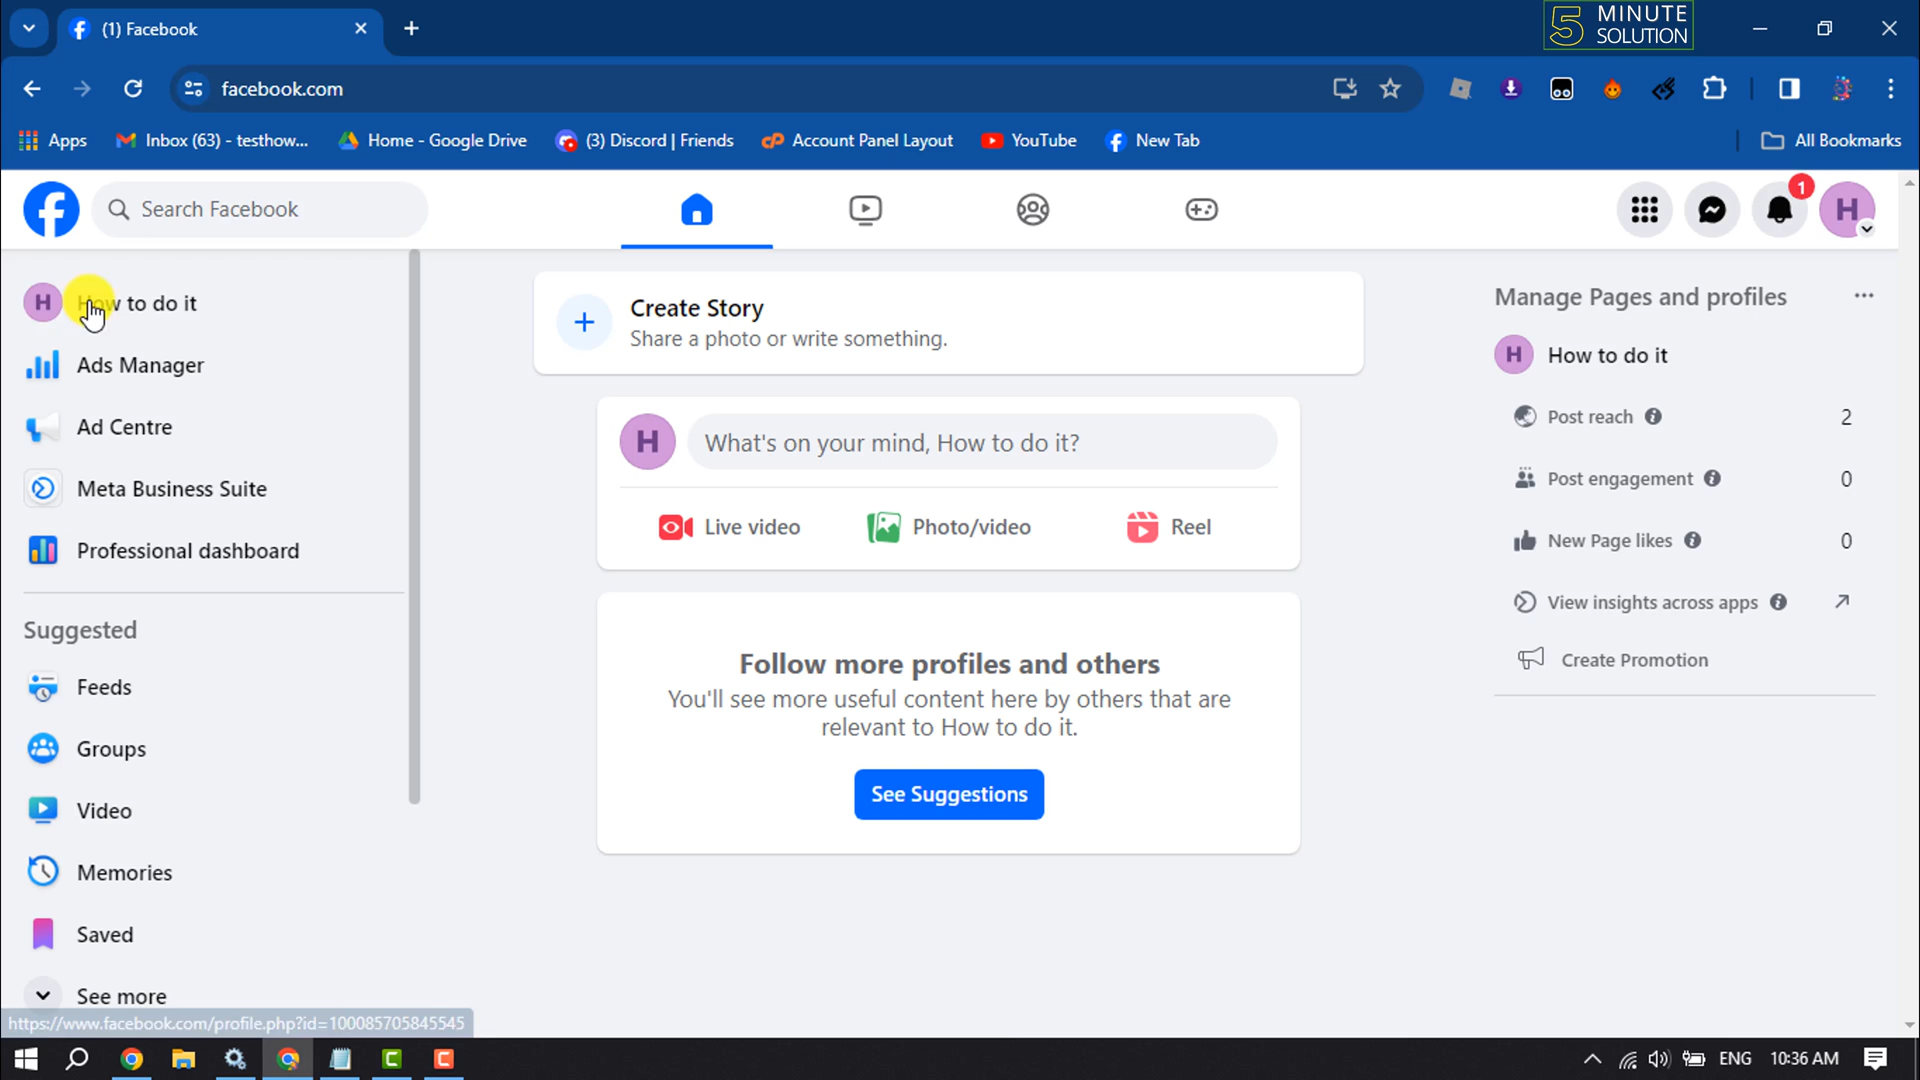 (1) Facebook
5 MINUTE
SOLUTION
facebook.com
Apps
Inbox (63) - testhow...
Home - Google Drive
(3) Discord | Friends
Account Panel Layout
YouTube
New Tab
All Bookmarks
Search Facebook
1
H
H How to do it
Ads Manager
Ad Centre
Meta Business Suite
Professional dashboard
Suggested
Feeds
Groups
Video
Memories
Saved
See more
https://www.facebook.com/profile.php?id=100085705845545
Create Story
Share a photo or write something.
H What's on your mind, How to do it?
Live video
Photo/video
Reel
Follow more profiles and others
You'll see more useful content here by others that are
relevant to How to do it.
See Suggestions
Manage Pages and profiles
H How to do it
Post reach 2
Post engagement 0
New Page likes 0
View insights across apps
Create Promotion
ENG
10:36 AM